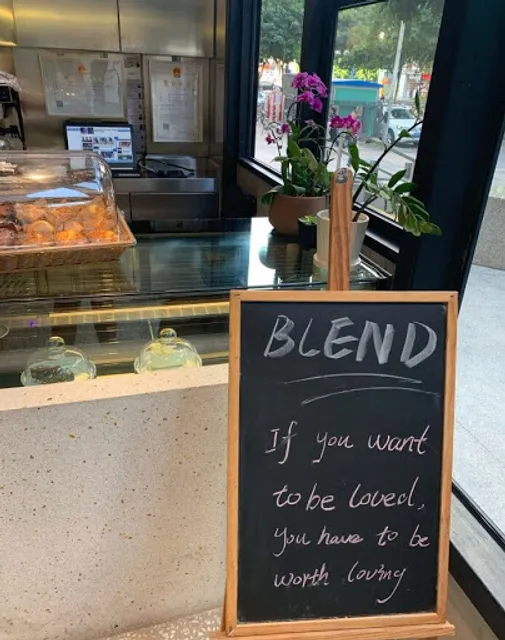 BLEND
If you want
to be loved,
you have to be
worth loving